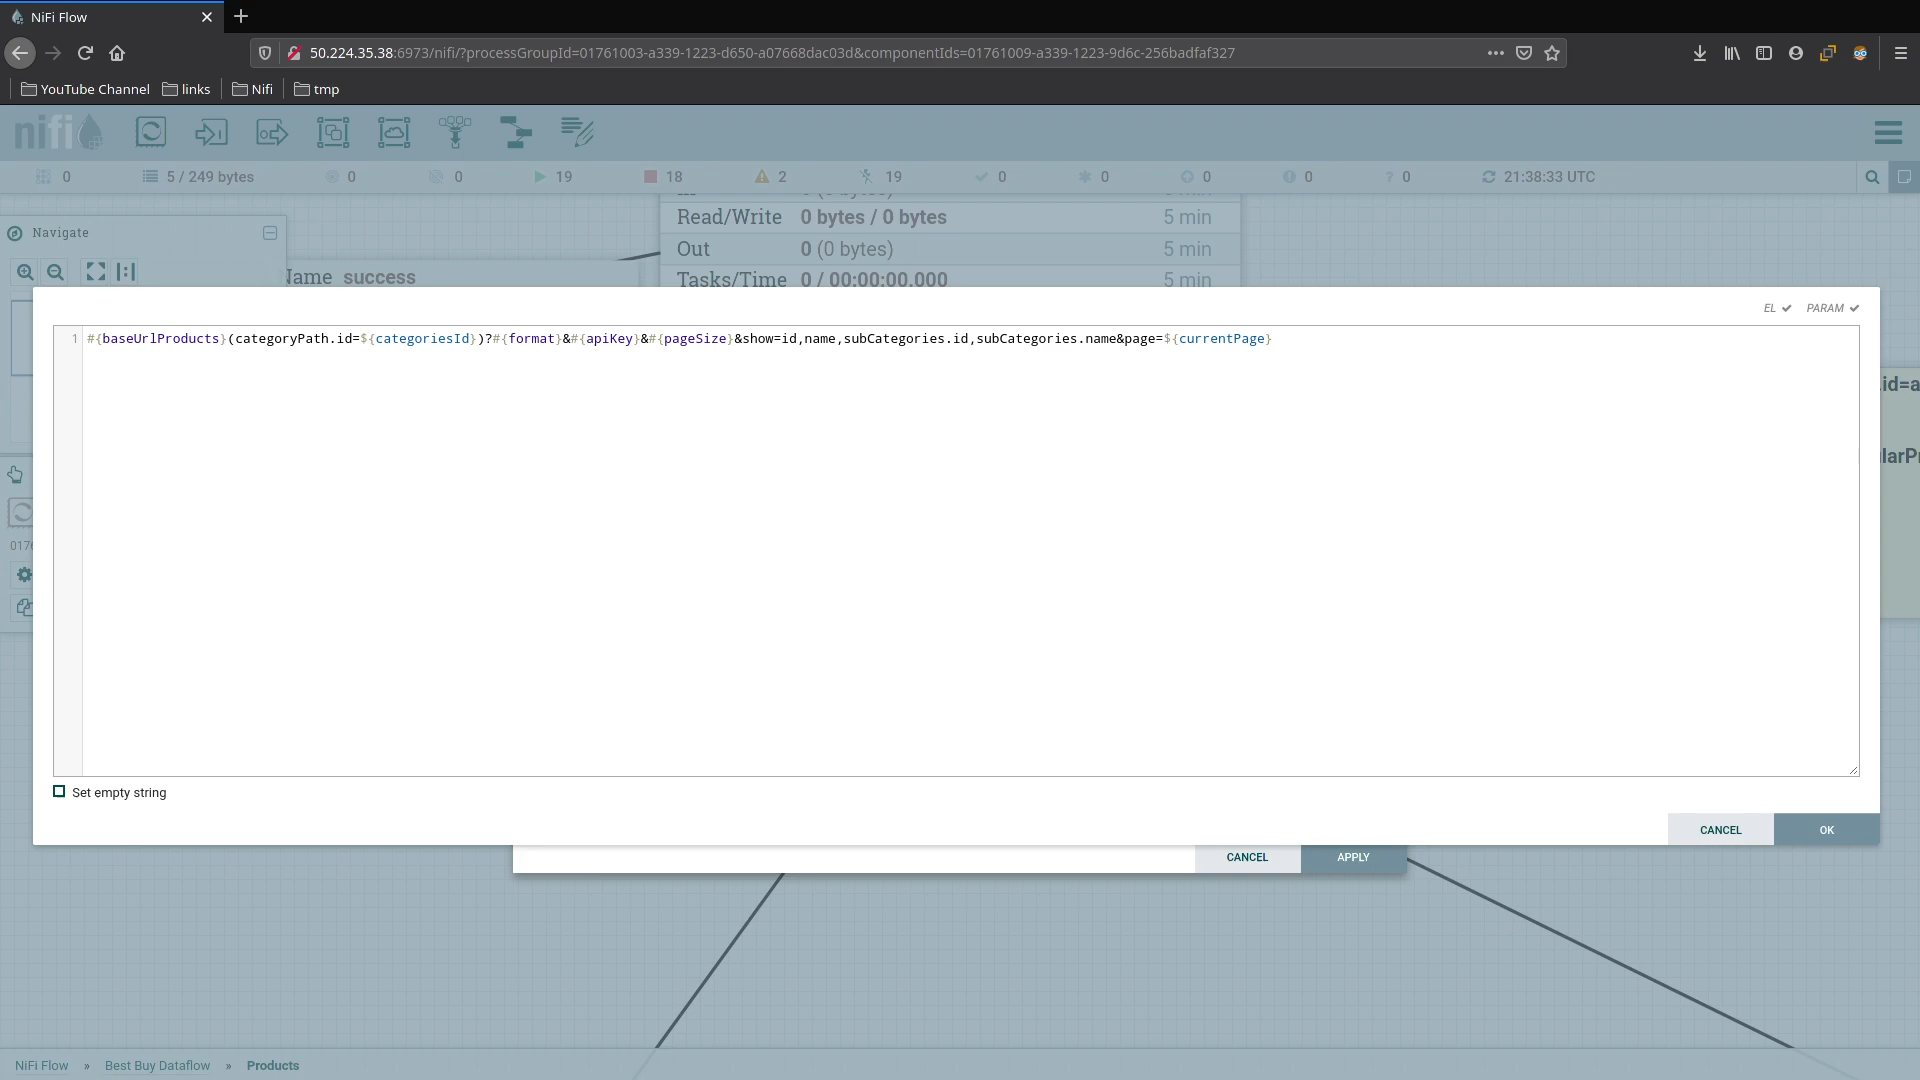 NiFi Flow
50.224.35.38:6973/nifi/?processGroupId=01761003-a339-1223-d650-a07668dac03d&componentIds=01761009-a339-1223-9d6c-256badfaf327
YouTube Channel links Nifi tmp
nifi
0 5 / 249 bytes 0 0 19 18 2 19 0 0 0 0 ? 0 21:38:33 UTC
Read/Write 0 bytes / 0 bytes 5 min
Navigate
Out 0 (0 bytes) 5 min
Name success
Tasks/Time 0 / 00:00:00.000 5 min
EL PARAM
1 #{baseUrlProducts}(categoryPath.id=${categoriesId})?#{format}&#{apiKey}&#{pageSize}&show=id,name,subCategories.id,subCategories.name&page=${currentPage}
.id=a
larPr
0176
Set empty string
CANCEL OK
CANCEL APPLY
NiFi Flow » Best Buy Dataflow » Products